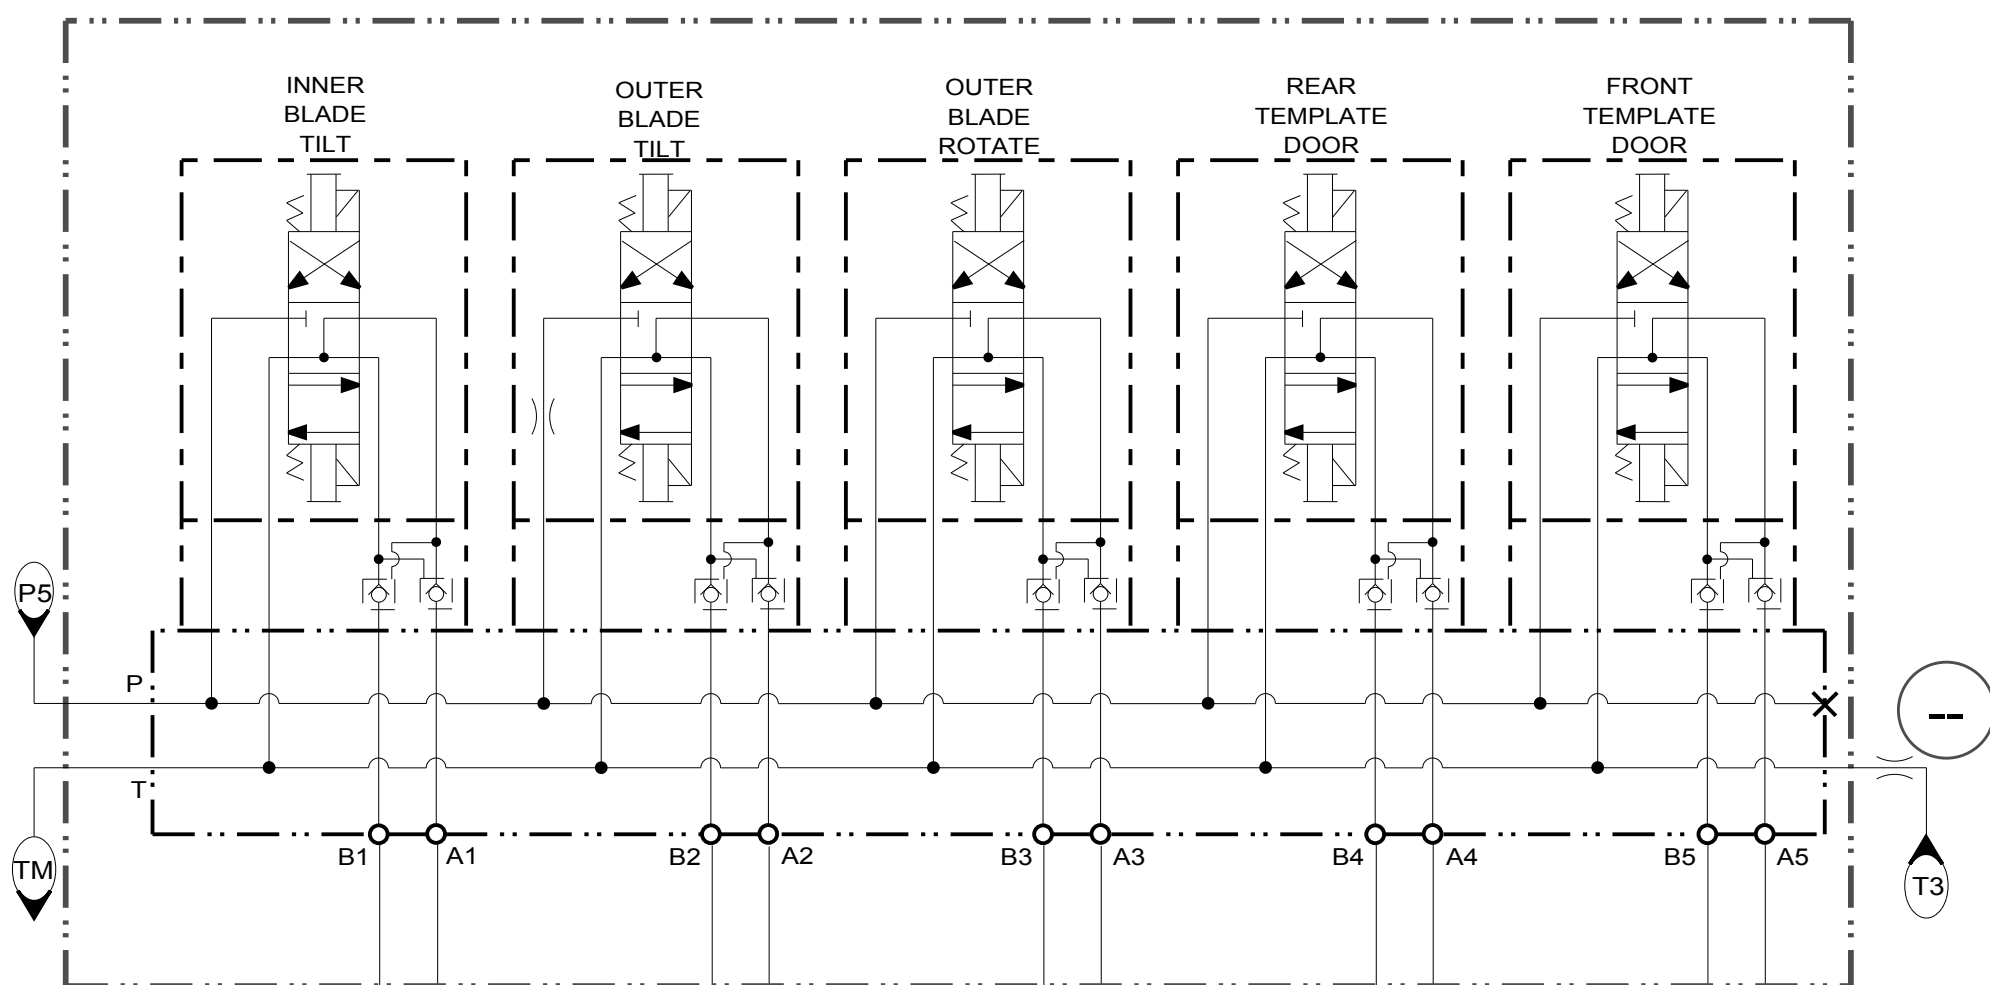 INNER
BLADE
TILT
OUTER
BLADE
TILT
OUTER
BLADE
ROTATE
REAR
TEMPLATE
DOOR
FRONT
TEMPLATE
DOOR
P5
P
--
T
TM
B1
A1
B2
A2
B3
A3
B4
A4
B5
A5
T3